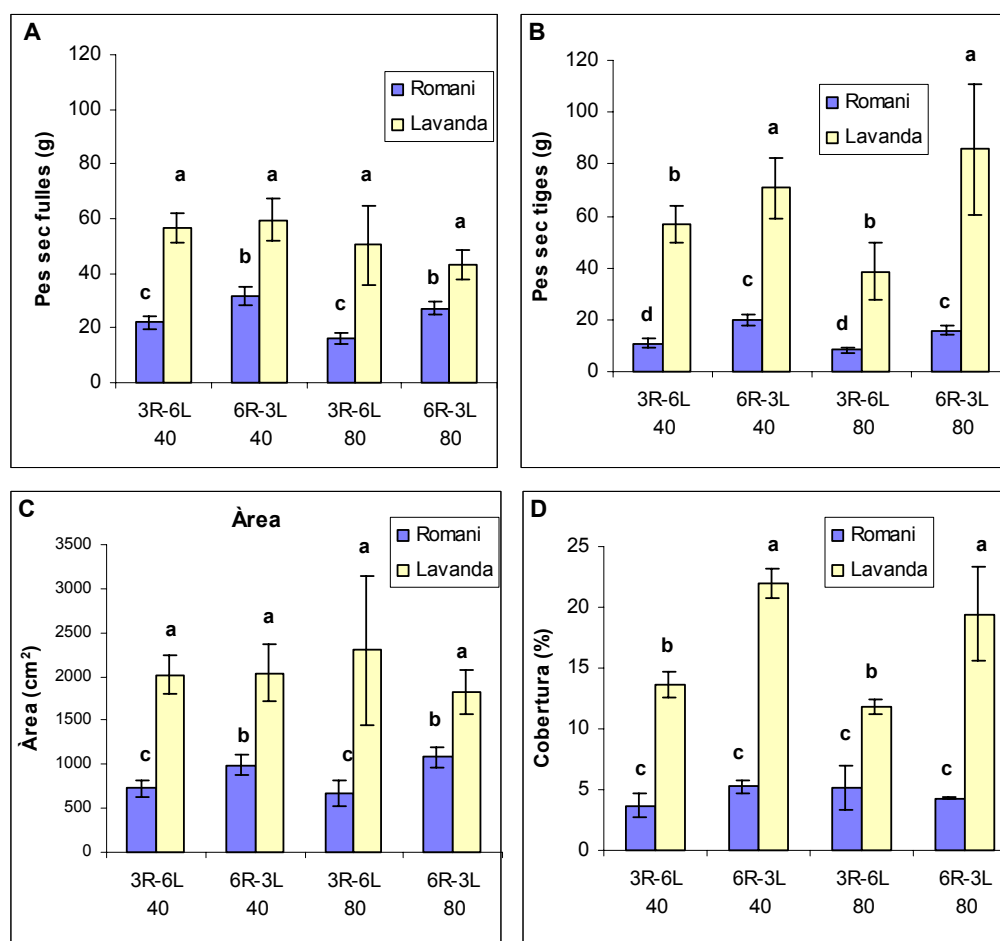 A
120
100
80
60
40
20
0
Pes sec fulles (g)
Romani
Lavanda
c a b a c a b a
3R-6L 6R-3L 3R-6L 6R-3L
40 40 80 80
B
120
100
80
60
40
20
0
Pes sec tiges (g)
Romani
Lavanda
d b c a d b c a
3R-6L 6R-3L 3R-6L 6R-3L
40 40 80 80
C
Àrea
3500
3000
2500
2000
1500
1000
500
0
Àrea (cm²)
Romani
Lavanda
c a b a c a b a
3R-6L 6R-3L 3R-6L 6R-3L
40 40 80 80
D
25
20
15
10
5
0
Cobertura (%)
Romani
Lavanda
c b c a c b c a
3R-6L 6R-3L 3R-6L 6R-3L
40 40 80 80